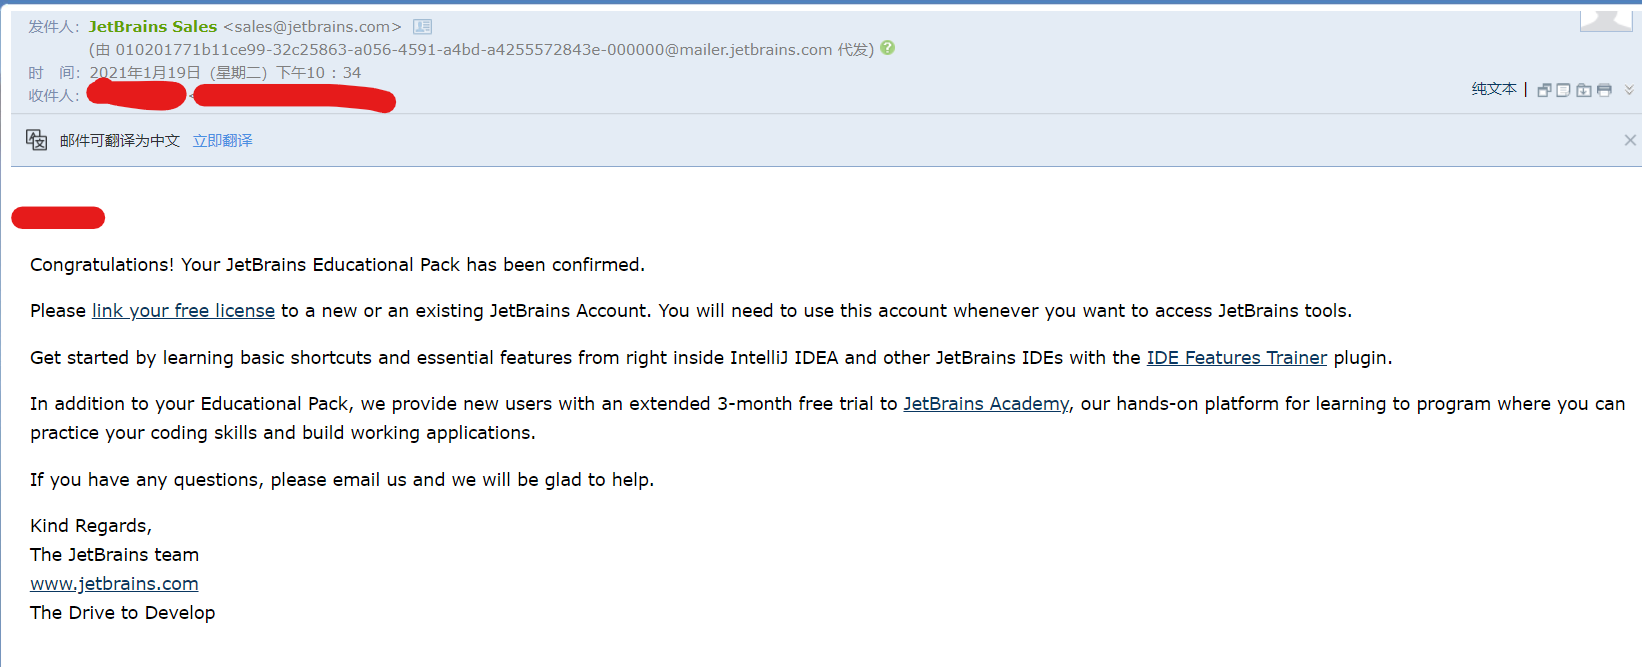 发件人: JetBrains Sales <sales@jetbrains.com>
(由 010201771b11ce99-32c25863-a056-4591-a4bd-a4255572843e-000000@mailer.jetbrains.com 代发)
时 间: 2021年1月19日 (星期二) 下午10 : 34
收件人:
纯文本 |
邮件可翻译为中文 立即翻译
Congratulations! Your JetBrains Educational Pack has been confirmed.
Please link your free license to a new or an existing JetBrains Account. You will need to use this account whenever you want to access JetBrains tools.
Get started by learning basic shortcuts and essential features from right inside IntelliJ IDEA and other JetBrains IDEs with the IDE Features Trainer plugin.
In addition to your Educational Pack, we provide new users with an extended 3-month free trial to JetBrains Academy, our hands-on platform for learning to program where you can
practice your coding skills and build working applications.
If you have any questions, please email us and we will be glad to help.
Kind Regards,
The JetBrains team
www.jetbrains.com
The Drive to Develop